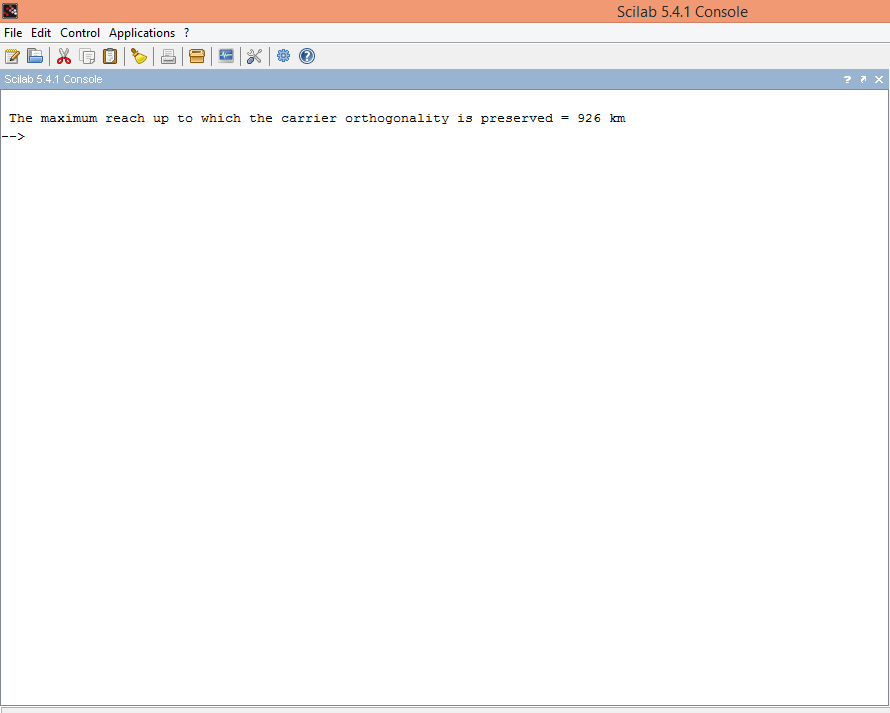 Scilab 5.4.1 Console
File Edit Control Applications ?
Scilab 5.4.1 Console
The maximum reach up to which the carrier orthogonality is preserved = 926 km
-->